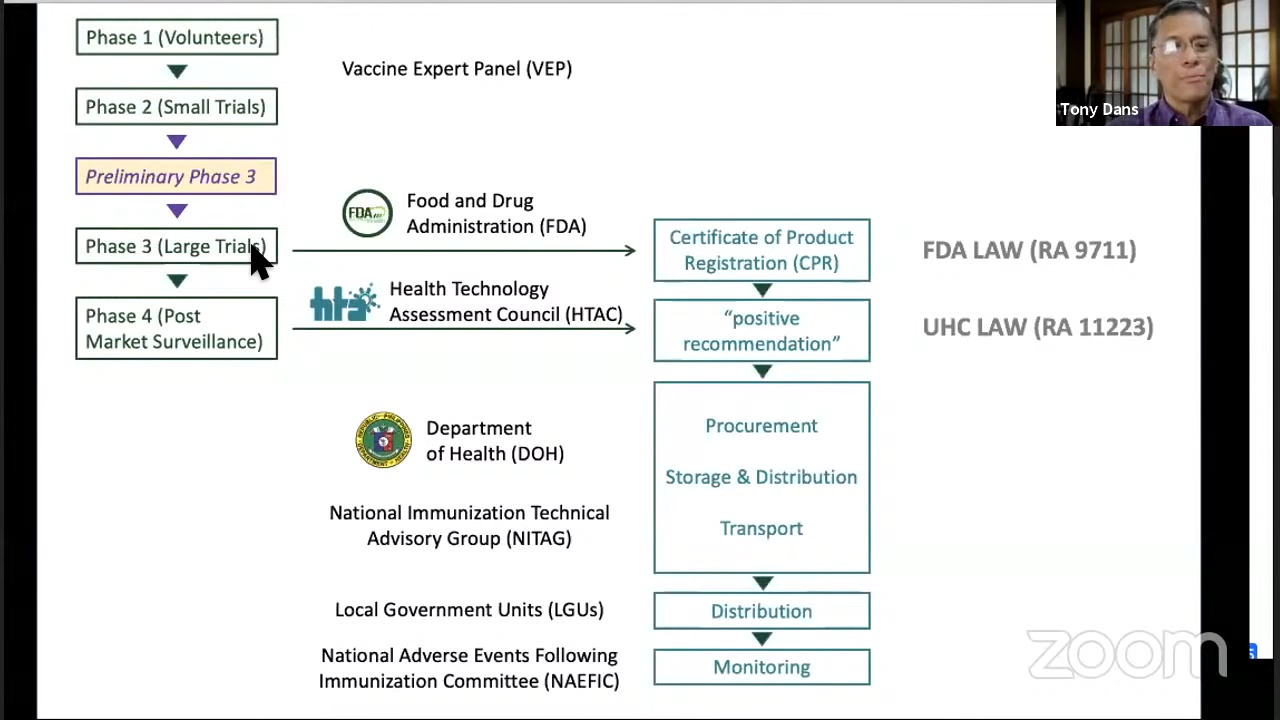 Phase 1 (Volunteers)
Phase 2 (Small Trials)
Preliminary Phase 3
Phase 3 (Large Trials)
Phase 4 (Post
Market Surveillance)
Vaccine Expert Panel (VEP)
FDA
Food and Drug
Administration (FDA)
hta
Health Technology
Assessment Council (HTAC)
Department
of Health (DOH)
National Immunization Technical
Advisory Group (NITAG)
Local Government Units (LGUs)
National Adverse Events Following
Immunization Committee (NAEFIC)
Certificate of Product
Registration (CPR)
“positive
recommendation”
Procurement
Storage & Distribution
Transport
Distribution
Monitoring
FDA LAW (RA 9711)
UHC LAW (RA 11223)
Tony Dans
zoom